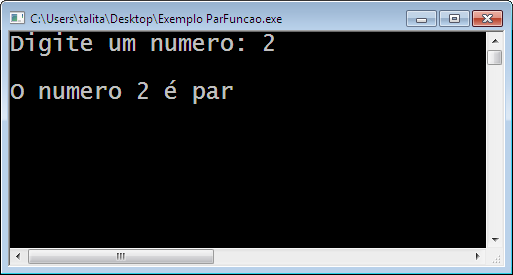 C:\Users\talita\Desktop\Exemplo ParFuncao.exe
Digite um numero: 2
O numero 2 é par